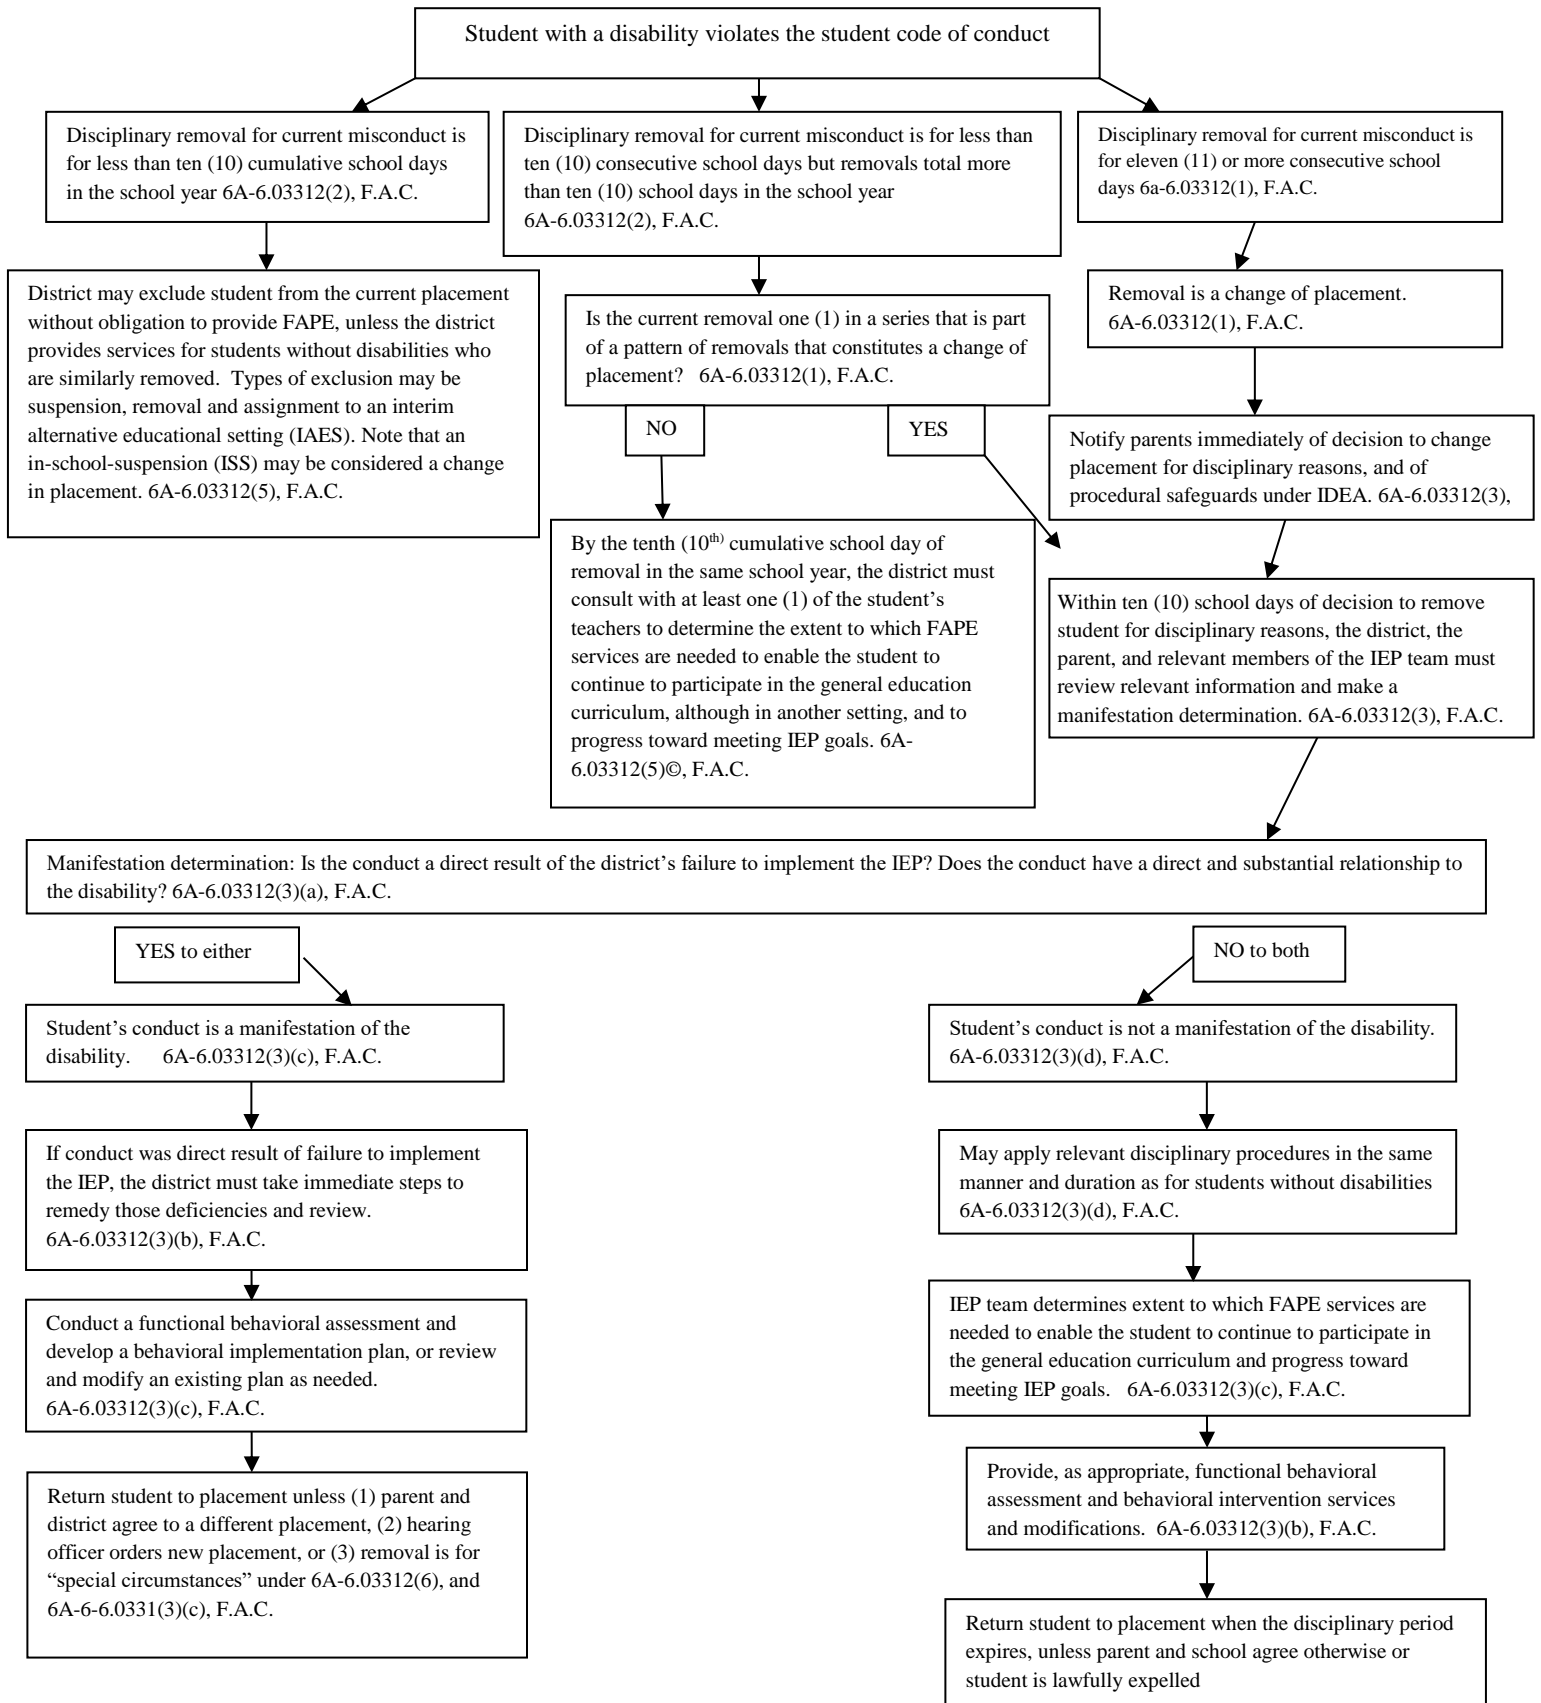 Student with a disability violates the student code of conduct
Disciplinary removal for current misconduct is
for less than ten (10) cumulative school days
in the school year 6A-6.03312(2), F.A.C.
Disciplinary removal for current misconduct is for less than
ten (10) consecutive school days but removals total more
than ten (10) school days in the school year
6A-6.03312(2), F.A.C.
Disciplinary removal for current misconduct is
for eleven (11) or more consecutive school
days 6a-6.03312(1), F.A.C.
District may exclude student from the current placement
without obligation to provide FAPE, unless the district
provides services for students without disabilities who
are similarly removed.  Types of exclusion may be
suspension, removal and assignment to an interim
alternative educational setting (IAES). Note that an
in-school-suspension (ISS) may be considered a change
in placement. 6A-6.03312(5), F.A.C.
Is the current removal one (1) in a series that is part
of a pattern of removals that constitutes a change of
placement?   6A-6.03312(1), F.A.C.
Removal is a change of placement.
6A-6.03312(1), F.A.C.
NO
YES
Notify parents immediately of decision to change
placement for disciplinary reasons, and of
procedural safeguards under IDEA. 6A-6.03312(3),
By the tenth (10th) cumulative school day of
removal in the same school year, the district must
consult with at least one (1) of the student’s
teachers to determine the extent to which FAPE
services are needed to enable the student to
continue to participate in the general education
curriculum, although in another setting, and to
progress toward meeting IEP goals. 6A-
6.03312(5)©, F.A.C.
Within ten (10) school days of decision to remove
student for disciplinary reasons, the district, the
parent, and relevant members of the IEP team must
review relevant information and make a
manifestation determination. 6A-6.03312(3), F.A.C.
Manifestation determination: Is the conduct a direct result of the district’s failure to implement the IEP? Does the conduct have a direct and substantial relationship to
the disability? 6A-6.03312(3)(a), F.A.C.
YES to either
NO to both
Student’s conduct is a manifestation of the
disability.      6A-6.03312(3)(c), F.A.C.
Student’s conduct is not a manifestation of the disability.
6A-6.03312(3)(d), F.A.C.
If conduct was direct result of failure to implement
the IEP, the district must take immediate steps to
remedy those deficiencies and review.
6A-6.03312(3)(b), F.A.C.
May apply relevant disciplinary procedures in the same
manner and duration as for students without disabilities
6A-6.03312(3)(d), F.A.C.
Conduct a functional behavioral assessment and
develop a behavioral implementation plan, or review
and modify an existing plan as needed.
6A-6.03312(3)(c), F.A.C.
IEP team determines extent to which FAPE services are
needed to enable the student to continue to participate in
the general education curriculum and progress toward
meeting IEP goals.   6A-6.03312(3)(c), F.A.C.
Return student to placement unless (1) parent and
district agree to a different placement, (2) hearing
officer orders new placement, or (3) removal is for
“special circumstances” under 6A-6.03312(6), and
6A-6-6.0331(3)(c), F.A.C.
Provide, as appropriate, functional behavioral
assessment and behavioral intervention services
and modifications.  6A-6.03312(3)(b), F.A.C.
Return student to placement when the disciplinary period
expires, unless parent and school agree otherwise or
student is lawfully expelled